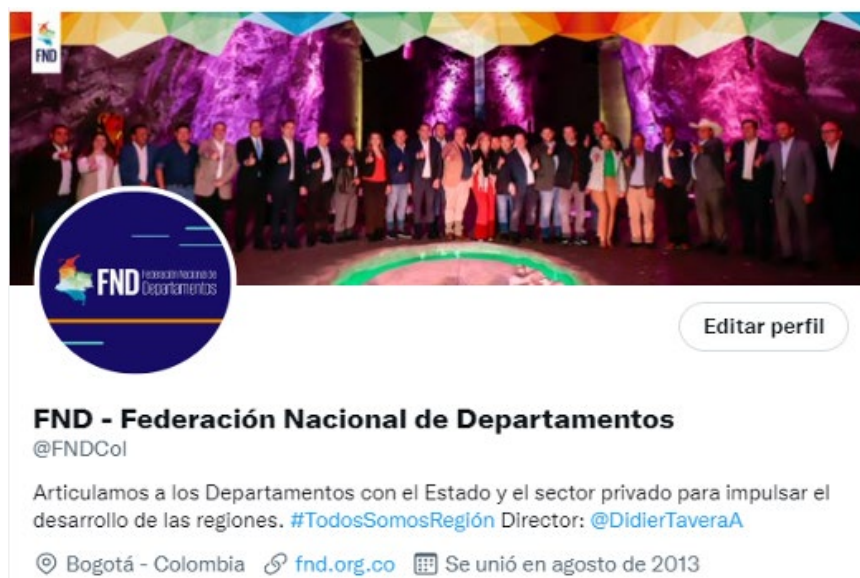 FND
FND Federación Nacional de
Departamentos
Editar perfil
FND - Federación Nacional de Departamentos
@FNDCol
Articulamos a los Departamentos con el Estado y el sector privado para impulsar el
desarrollo de las regiones. #TodosSomosRegión Director: @DidierTaveraA
Bogotá - Colombia fnd.org.co Se unió en agosto de 2013